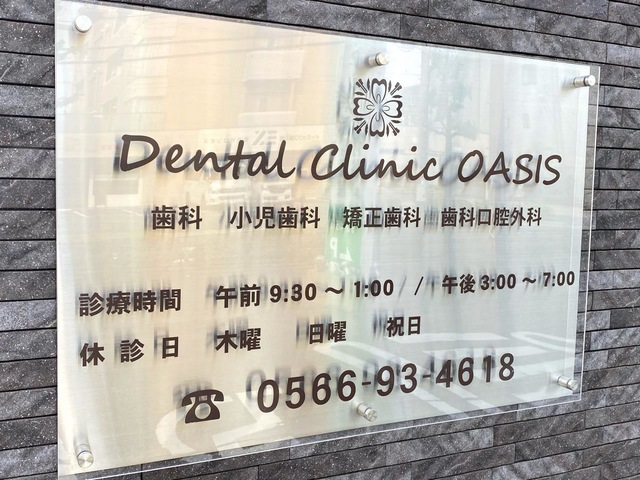 Dental Clinic OASIS
歯科 小児歯科 矯正歯科 歯科口腔外科
診療時間 午前 9:30 ～ 1:00 / 午後 3:00 ～ 7:00
休診日 木曜 日曜 祝日
☎ 0566-93-4618